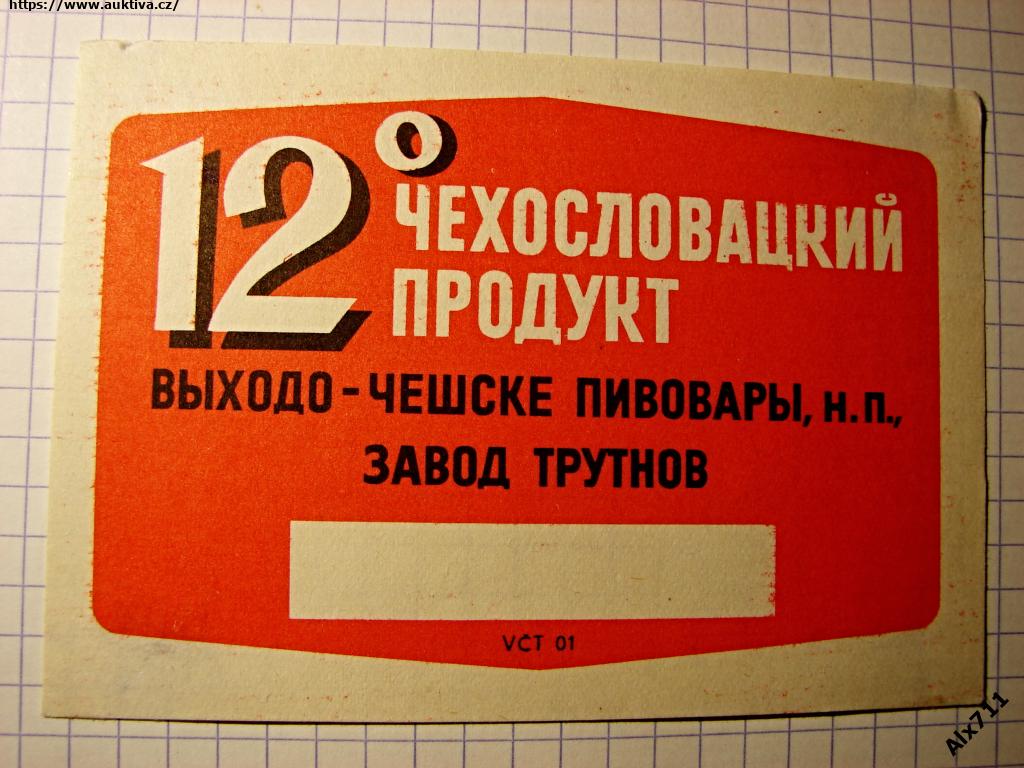 https://www.auktiva.cz/
12°
ЧЕХОСЛОВАЦКИЙ
ПРОДУКТ
ВЫХОДО-ЧЕШСКЕ ПИВОВАРЫ, Н.П.,
ЗАВОД ТРУТНОВ
VČT 01
Alx711